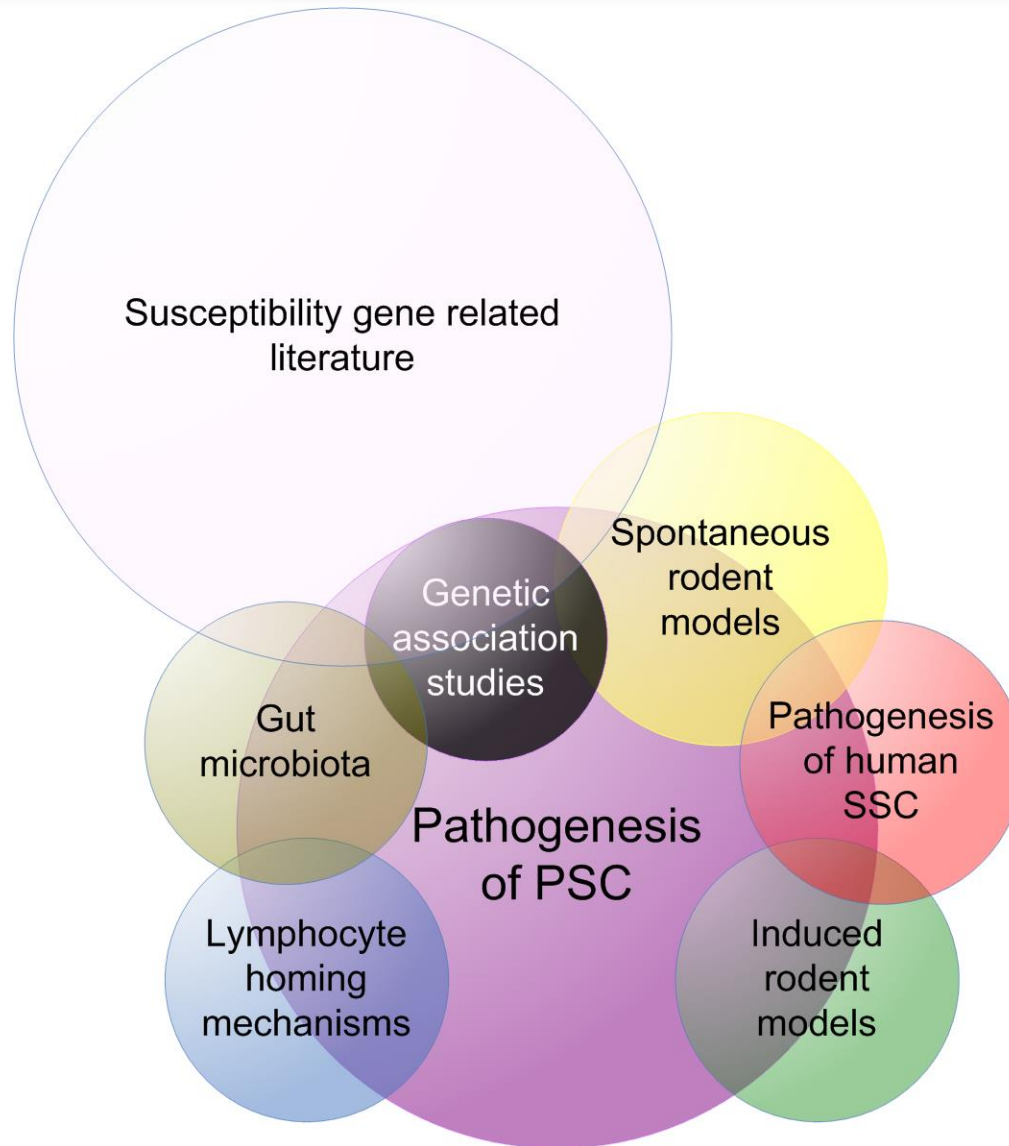 Susceptibility gene related
literature
Spontaneous
rodent
models
Genetic
association
studies
Gut
microbiota
Pathogenesis
of human
SSC
Pathogenesis
of PSC
Lymphocyte
homing
mechanisms
Induced
rodent
models